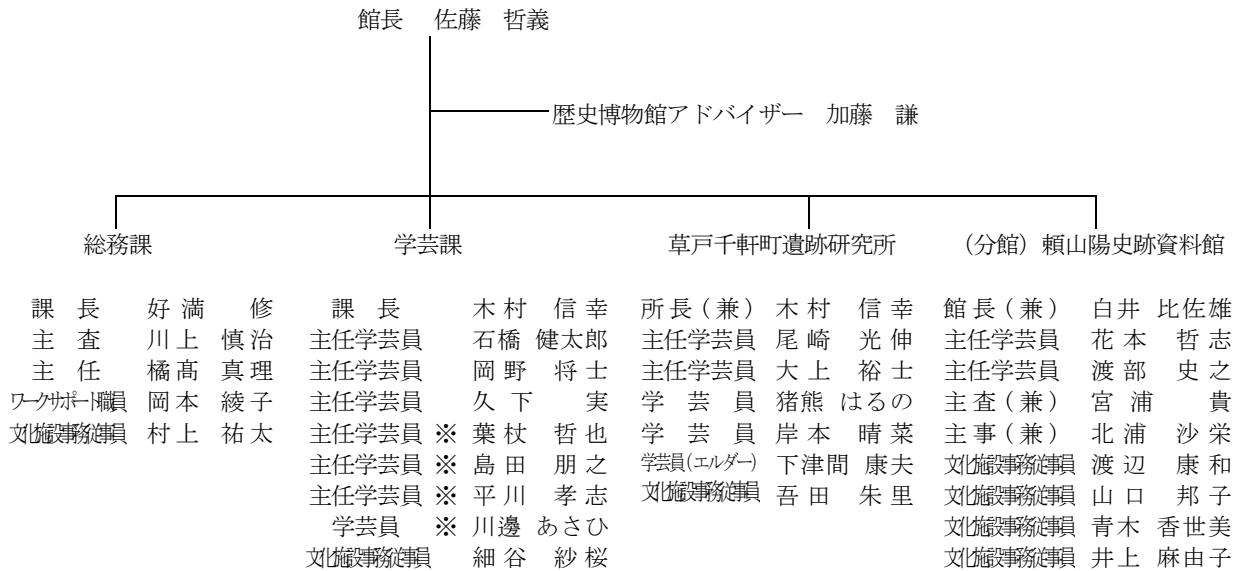 館長 佐藤 哲義
歴史博物館アドバイザー 加藤 謙
総務課
課長 好満 修
主査 川上 慎治
主任 橘髙 真理
ワークサポート職員 岡本 綾子
文化施設事務従事員 村上 祐太
学芸課
課長 木村 信幸
主任学芸員 石橋 健太郎
主任学芸員 岡野 将士
主任学芸員 久下 実
主任学芸員 ※ 葉杖 哲也
主任学芸員 ※ 島田 朋之
主任学芸員 ※ 平川 孝志
学芸員 ※ 川邊 あさひ
文化施設事務従事員 細谷 紗桜
草戸千軒町遺跡研究所
所長(兼) 木村 信幸
主任学芸員 尾崎 光伸
主任学芸員 大上 裕士
学芸員 猪熊 はるの
学芸員 岸本 晴菜
学芸員(エルダー) 下津間 康夫
文化施設事務従事員 吾田 朱里
(分館) 頼山陽史跡資料館
館長(兼) 白井 比佐雄
主任学芸員 花本 哲志
主任学芸員 渡部 史之
主査(兼) 宮浦 貴
主事(兼) 北浦 沙栄
文化施設事務従事員 渡辺 康和
文化施設事務従事員 山口 邦子
文化施設事務従事員 青木 香世美
文化施設事務従事員 井上 麻由子